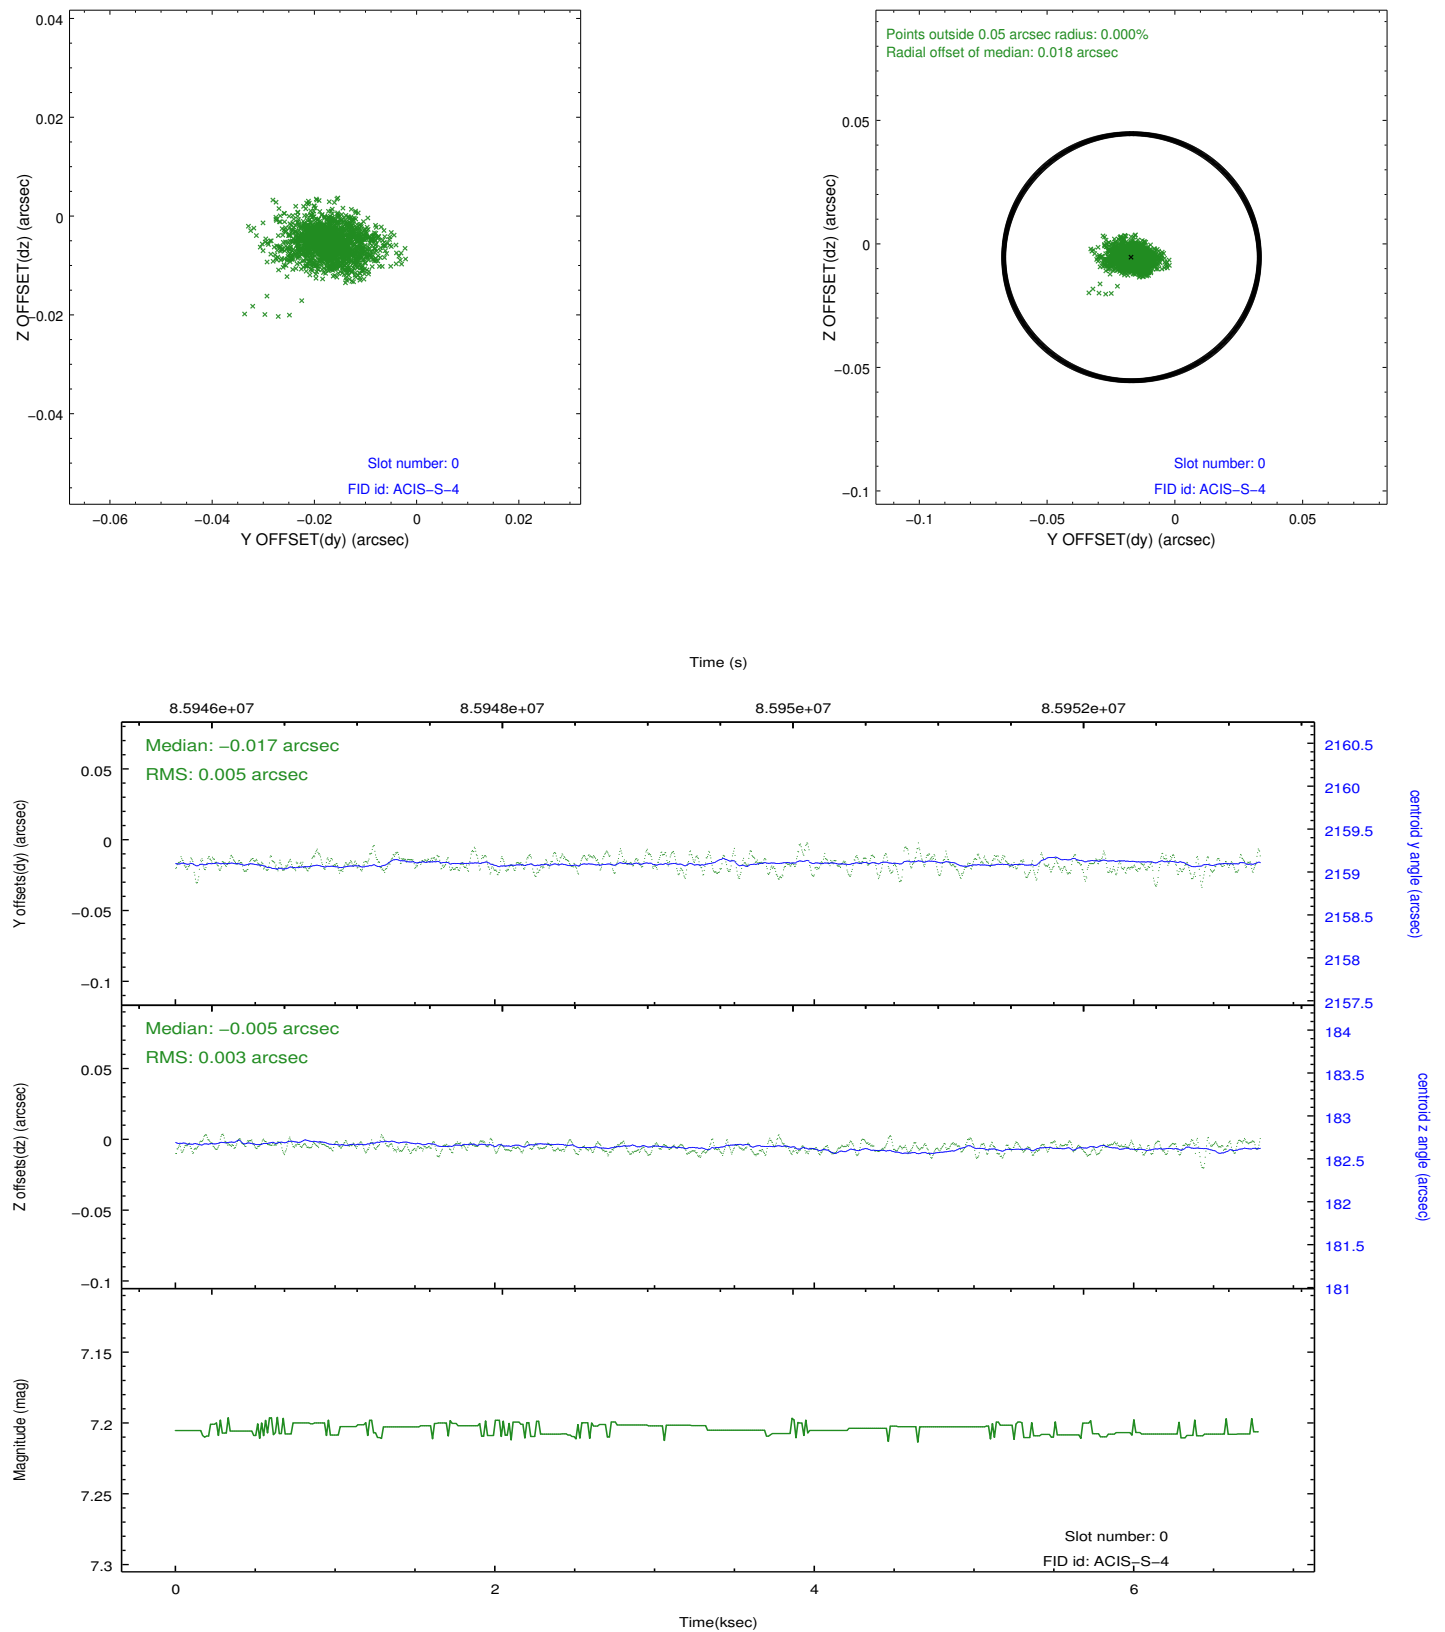 0.04
0.02
0
−0.02
−0.04
Z OFFSET(dz) (arcsec)
Slot number: 0
FID id: ACIS−S−4
−0.06
−0.04
−0.02
0
0.02
Y OFFSET(dy) (arcsec)
Points outside 0.05 arcsec radius: 0.000%
Radial offset of median: 0.018 arcsec
0.05
0
−0.05
−0.1
Z OFFSET(dz) (arcsec)
Slot number: 0
FID id: ACIS−S−4
−0.1
−0.05
0
0.05
Y OFFSET(dy) (arcsec)
Time (s)
8.5946e+07
8.5948e+07
8.595e+07
8.5952e+07
Median: −0.017 arcsec
RMS: 0.005 arcsec
0.05
0
−0.05
−0.1
Y offsets(dy) (arcsec)
2160.5
2160
2159.5
2159
2158.5
2158
2157.5
centroid y angle (arcsec)
Median: −0.005 arcsec
RMS: 0.003 arcsec
0.05
0
−0.05
−0.1
Z offsets(dz) (arcsec)
184
183.5
183
182.5
182
181.5
181
centroid z angle (arcsec)
7.15
7.2
7.25
7.3
Magnitude (mag)
Slot number: 0
FID id: ACIS−S−4
0
2
4
6
Time(ksec)